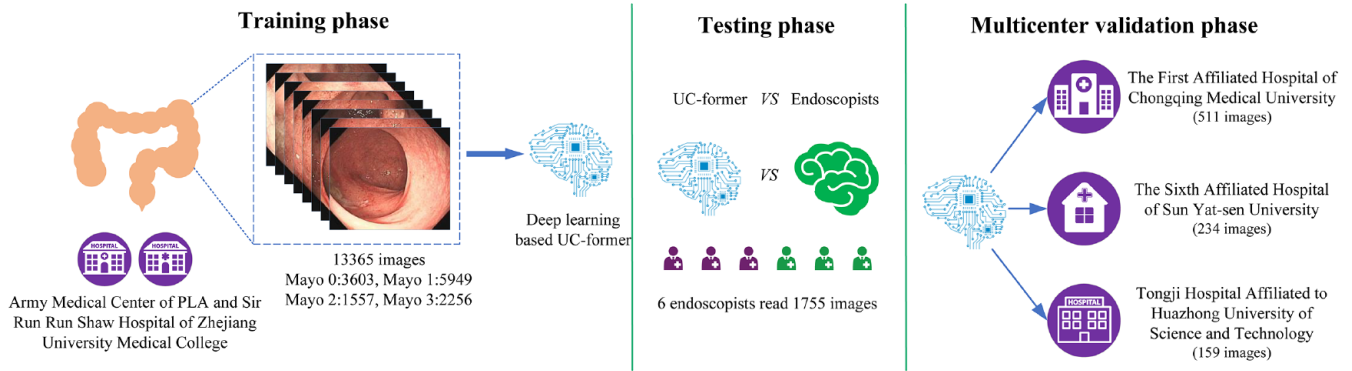 Training phase
HOSPITAL
HOSPITAL
Army Medical Center of PLA and Sir
Run Run Shaw Hospital of Zhejiang
University Medical College
13365 images
Mayo 0:3603, Mayo 1:5949
Mayo 2:1557, Mayo 3:2256
Deep learning
based UC-former
Testing phase
UC-former VS Endoscopists
VS
6 endoscopists read 1755 images
Multicenter validation phase
The First Affiliated Hospital of
Chongqing Medical University
(511 images)
The Sixth Affiliated Hospital
of Sun Yat-sen University
(234 images)
HOSPITAL
Tongji Hospital Affiliated to
Huazhong University of
Science and Technology
(159 images)